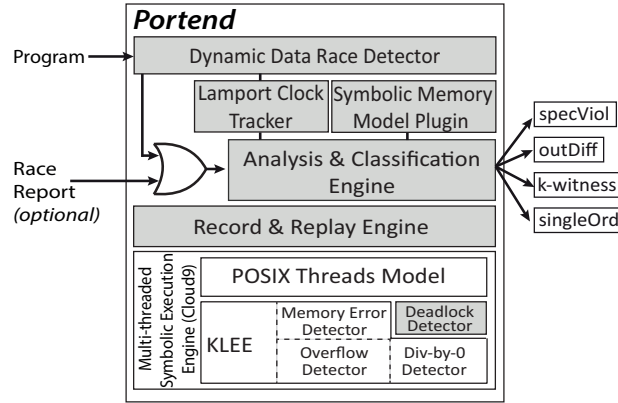 Portend
Program
Dynamic Data Race Detector
Lamport Clock
Tracker
Symbolic Memory
Model Plugin
specViol
outDiff
k-witness
singleOrd
Race
Report
(optional)
Analysis & Classification
Engine
Record & Replay Engine
Multi-threaded
Symbolic Execution
Engine (Cloud9)
POSIX Threads Model
KLEE
Memory Error
Detector
Deadlock
Detector
Overflow
Detector
Div-by-0
Detector